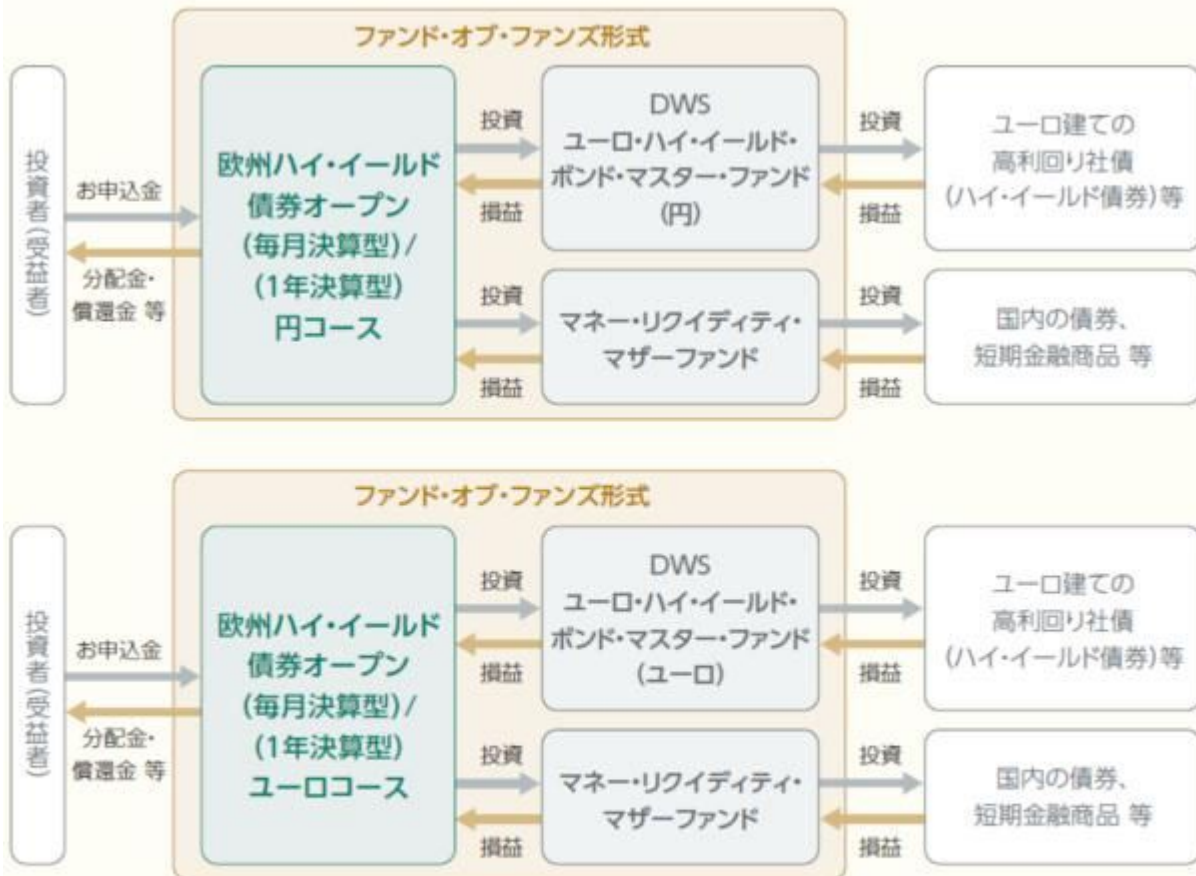 ファンド・オブ・ファンズ形式
投資者(受益者)
お申込金
分配金・
償還金 等
欧州ハイ・イールド
債券オープン
(毎月決算型)/
(1年決算型)
円コース
投資
損益
DWS
ユーロ・ハイ・イールド・
ボンド・マスター・ファンド
(円)
投資
損益
ユーロ建ての
高利回り社債
(ハイ・イールド債券)等
投資
損益
マネー・リクイディティ・
マザーファンド
投資
損益
国内の債券、
短期金融商品 等
ファンド・オブ・ファンズ形式
投資者(受益者)
お申込金
分配金・
償還金 等
欧州ハイ・イールド
債券オープン
(毎月決算型)/
(1年決算型)
ユーロコース
投資
損益
DWS
ユーロ・ハイ・イールド・
ボンド・マスター・ファンド
(ユーロ)
投資
損益
ユーロ建ての
高利回り社債
(ハイ・イールド債券)等
投資
損益
マネー・リクイディティ・
マザーファンド
投資
損益
国内の債券、
短期金融商品 等